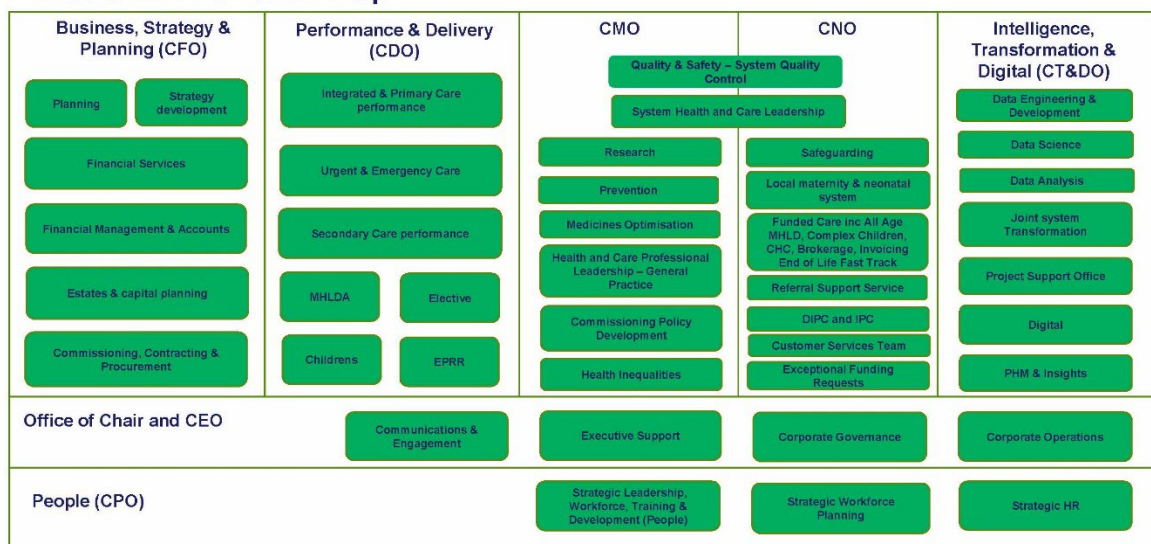 Business, Strategy &
Planning (CFO)
Planning
Strategy
development
Financial Services
Financial Management & Accounts
Estates & capital planning
Commissioning, Contracting &
Procurement
Performance & Delivery
(CDO)
Integrated & Primary Care
performance
Urgent & Emergency Care
Secondary Care performance
MHLDA
Elective
Childrens
EPRR
CMO
CNO
Quality & Safety – System Quality
Control
System Health and Care Leadership
Research
Prevention
Medicines Optimisation
Health and Care Professional
Leadership – General
Practice
Commissioning Policy
Development
Health Inequalities
Safeguarding
Local maternity & neonatal
system
Funded Care inc All Age
MHLD, Complex Children,
CHC, Brokerage, Invoicing
End of Life Fast Track
Referral Support Service
DIPC and IPC
Customer Services Team
Exceptional Funding
Requests
Intelligence,
Transformation &
Digital (CT&DO)
Data Engineering &
Development
Data Science
Data Analysis
Joint system
Transformation
Project Support Office
Digital
PHM & Insights
Office of Chair and CEO
Communications &
Engagement
Executive Support
Corporate Governance
Corporate Operations
People (CPO)
Strategic Leadership,
Workforce, Training &
Development (People)
Strategic Workforce
Planning
Strategic HR